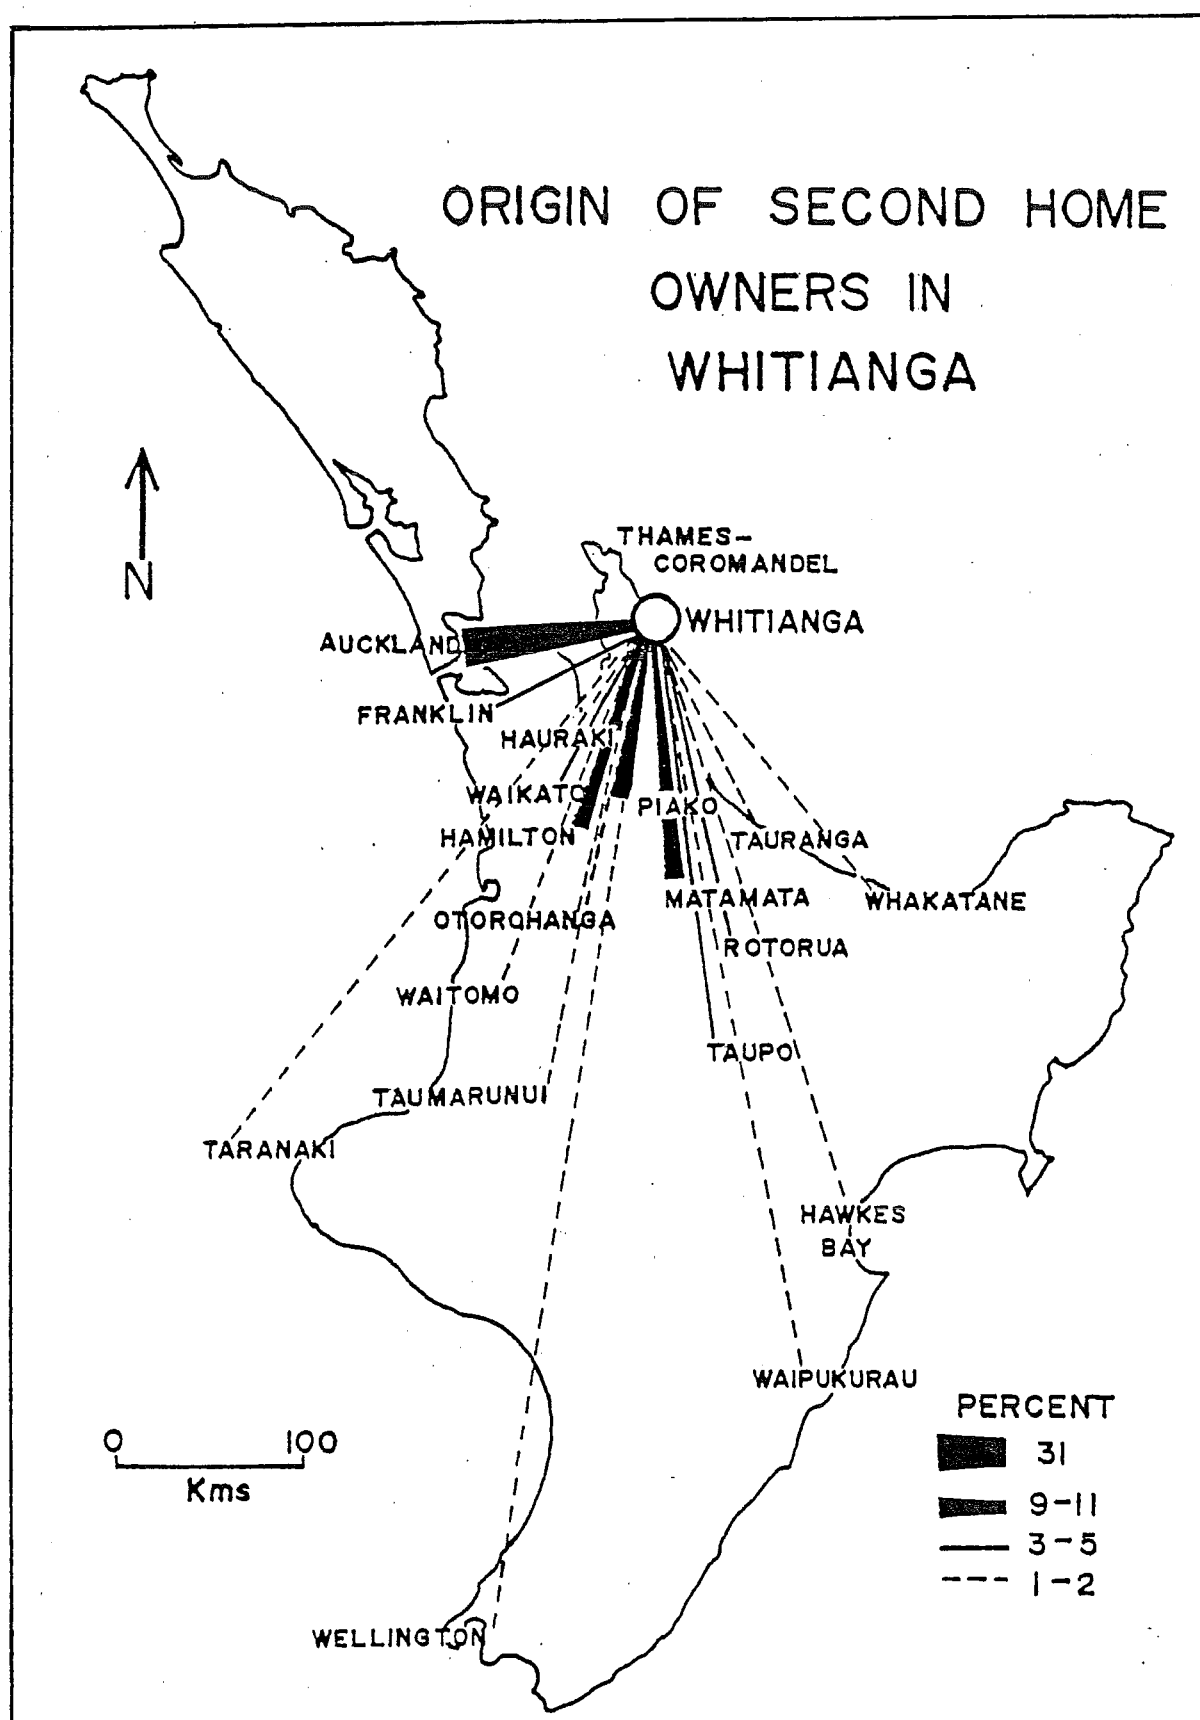 ORIGIN OF SECOND HOME
OWNERS IN
WHITIANGA
N
THAMES-
COROMANDEL
WHITIANGA
AUCKLAND
FRANKLIN
HAURAKI
WAIKATO
PIAKO
HAMILTON
TAURANGA
MATAMATA
WHAKATANE
OTOROHANGA
ROTORUA
WAITOMO
TAUPO
TAUMARUNUI
TARANAKI
HAWKES
BAY
WAIPUKURAU
PERCENT
31
9-11
3-5
1-2
0 100
Kms
WELLINGTON